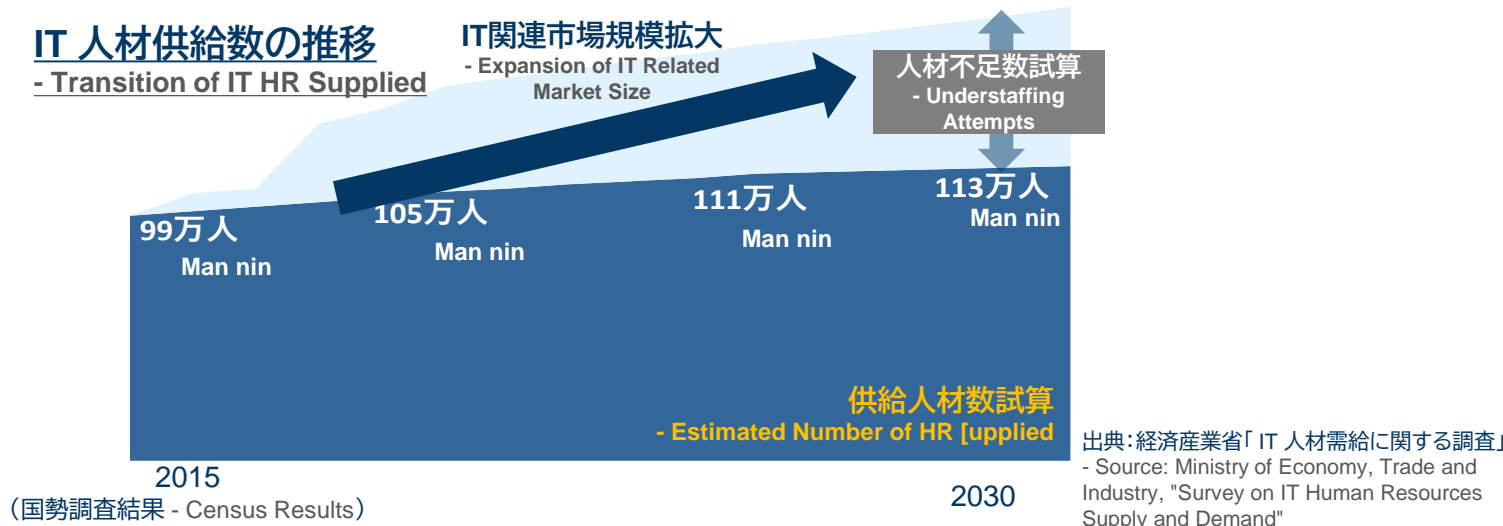 IT 人材供給数の推移
- Transition of IT HR Supplied
IT関連市場規模拡大
- Expansion of IT Related
Market Size
人材不足数試算
- Understaffing
Attempts
99万人
Man nin
105万人
Man nin
111万人
Man nin
113万人
Man nin
供給人材数試算
- Estimated Number of HR [upplied
2015
（国勢調査結果 - Census Results）
2030
出典：経済産業省「 IT 人材需給に関する調査」
- Source: Ministry of Economy, Trade and
Industry, "Survey on IT Human Resources
Supply and Demand"